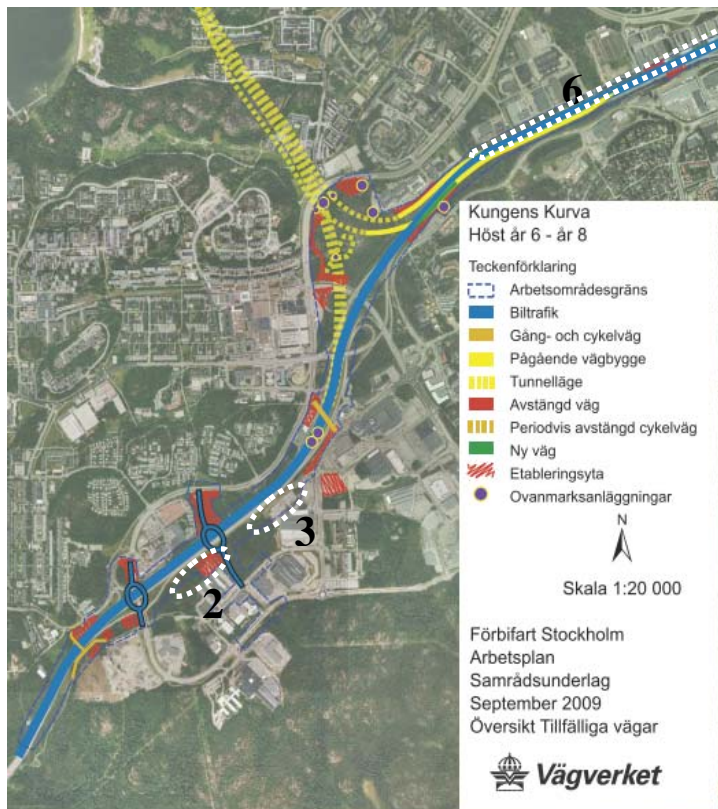 6
Kungens Kurva
Höst år 6 - år 8
Teckenförklaring
Arbetsområdesgräns
Biltrafik
Gång- och cykelväg
Pågående vägbygge
Tunnelläge
Avstängd väg
Periodvis avstängd cykelväg
Ny väg
Etableringsyta
Ovanmarksanläggningar
N
Skala 1:20 000
3
2
Förbifart Stockholm
Arbetsplan
Samrådsunderlag
September 2009
Översikt Tillfälliga vägar
Vägverket